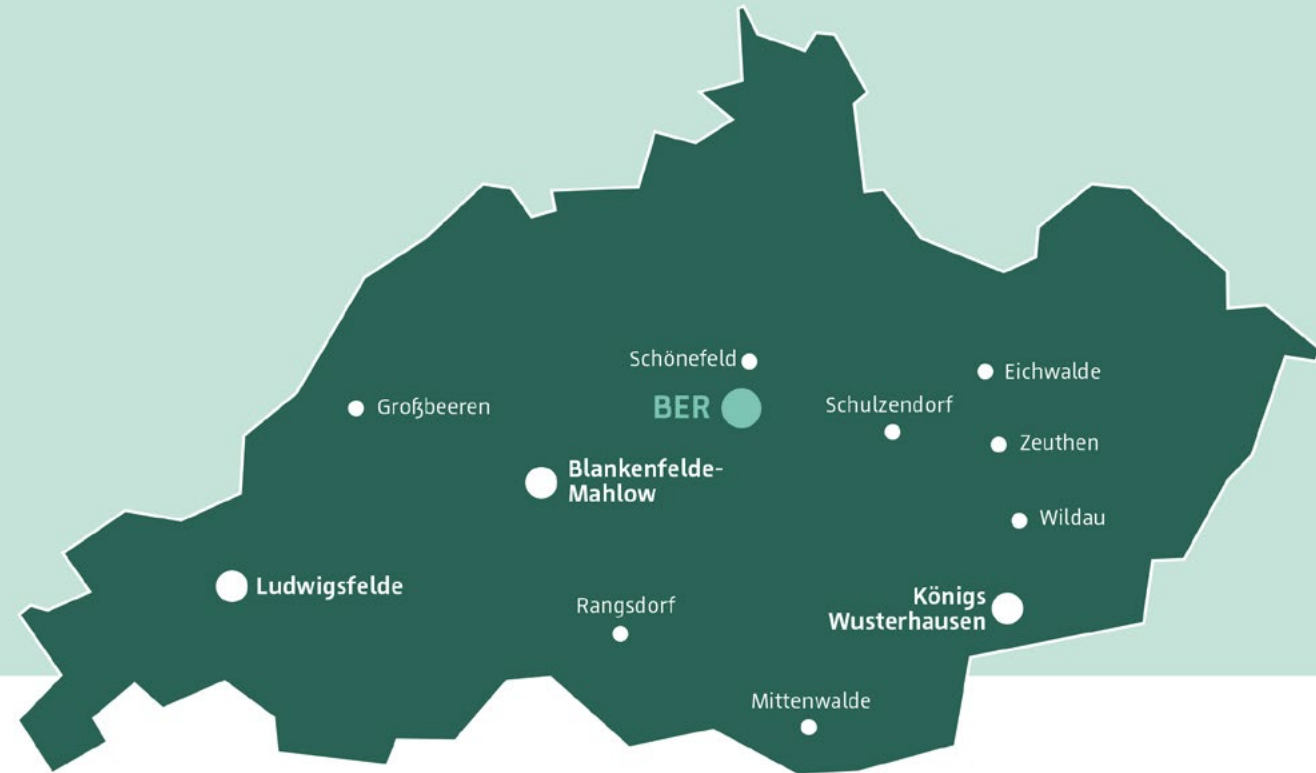 Schönefeld
Eichwalde
BER
Großbeeren
Schulzendorf
Zeuthen
Blankenfelde-
Mahlow
Wildau
Ludwigsfelde
Rangsdorf
Königs
Wusterhausen
Mittenwalde